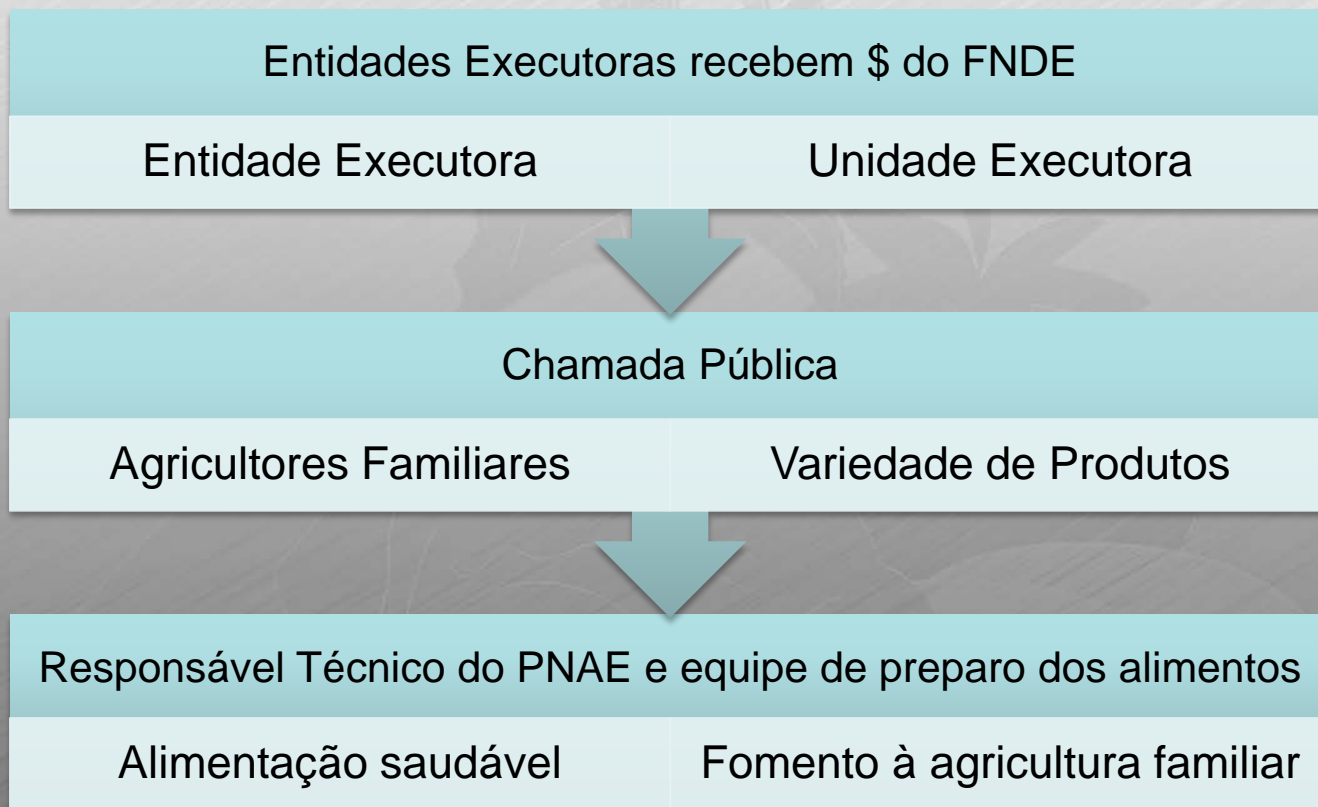 Entidades Executoras recebem $ do FNDE
Entidade Executora
Unidade Executora
Chamada Pública
Agricultores Familiares
Variedade de Produtos
Responsável Técnico do PNAE e equipe de preparo dos alimentos
Alimentação saudável
Fomento à agricultura familiar